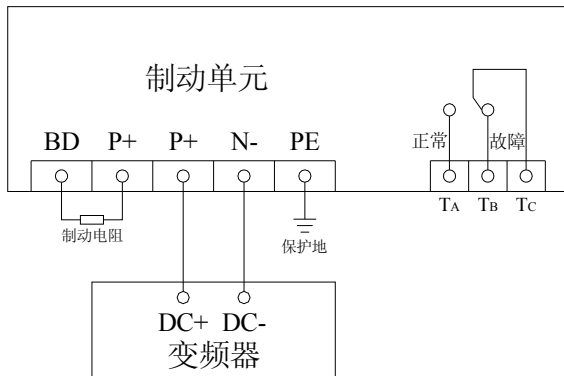 制动单元
正常
故障
BD P+ P+ N- PE
TA TB TC
制动电阻
保护地
DC+ DC-
变频器